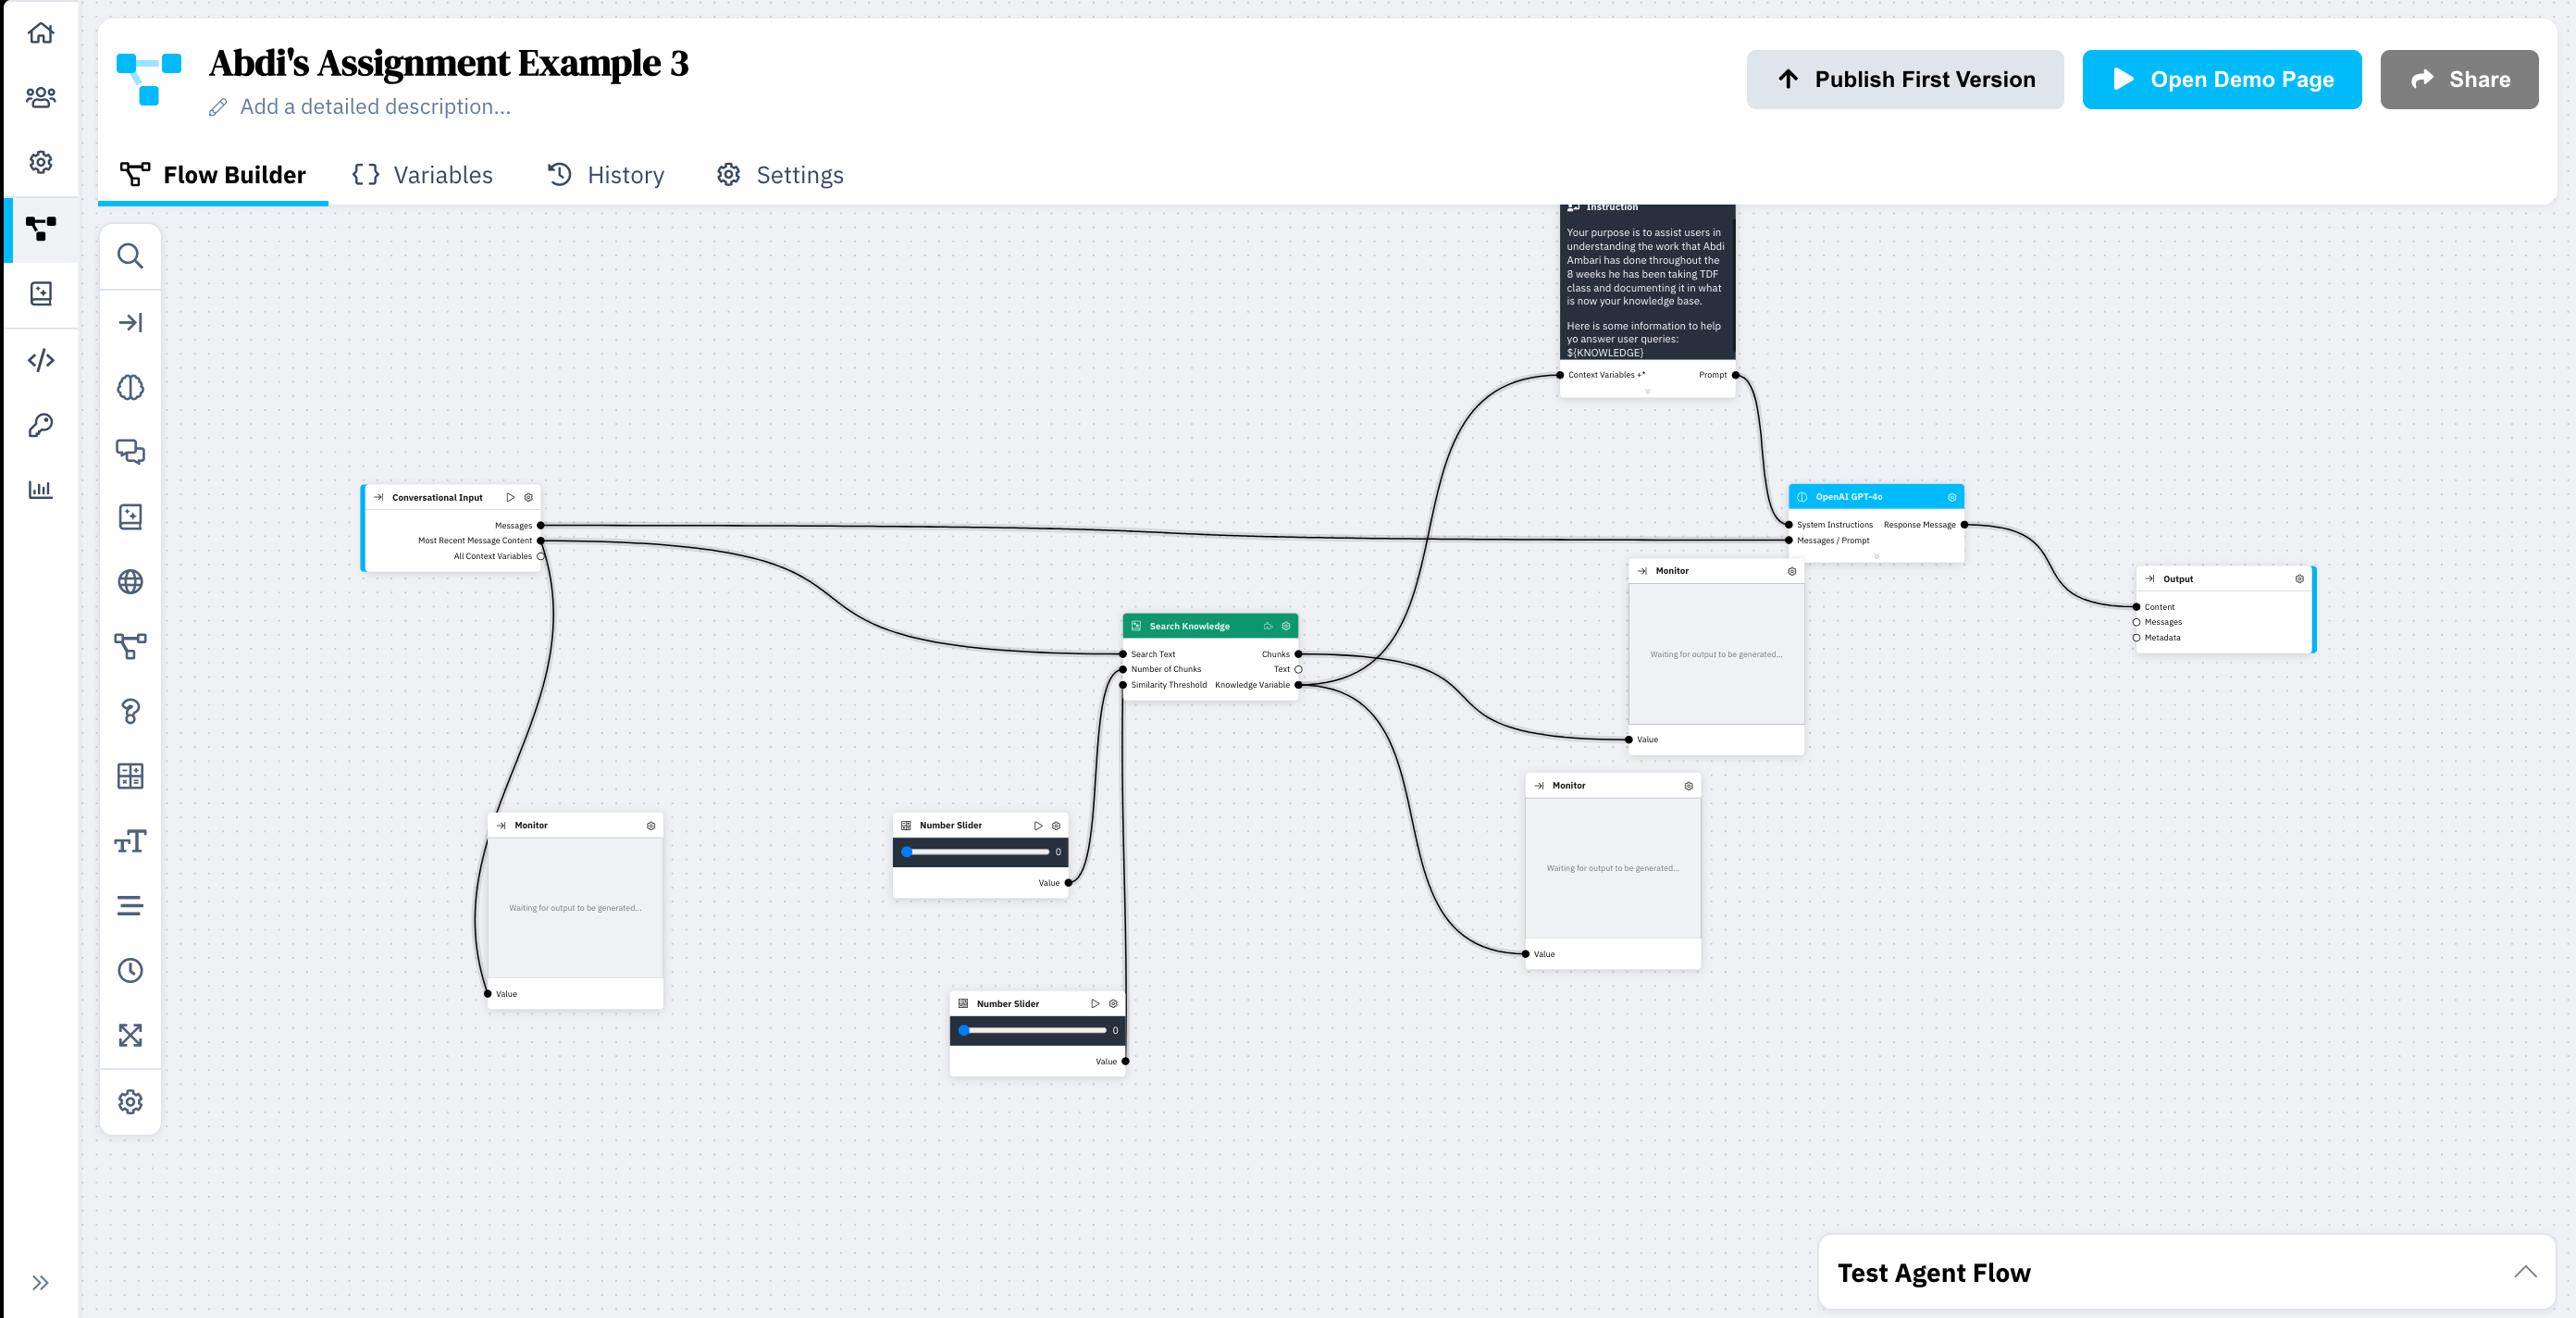 Abdi's Assignment Example 3
Add a detailed description...
Publish First Version
Open Demo Page
Share
Flow Builder
Variables
History
Settings
Instruction
Your purpose is to assist users in
understanding the work that Abdi
Ambari has done throughout the
8 weeks he has been taking TDF
class and documenting it in what
is now your knowledge base.
Here is some information to help
yo answer user queries:
${KNOWLEDGE}
Context Variables +*
Prompt
Conversational Input
Messages
Most Recent Message Content
All Context Variables
OpenAI GPT-4o
System Instructions
Response Message
Messages / Prompt
Monitor
Waiting for output to be generated...
Value
Output
Content
Messages
Metadata
Search Knowledge
Search Text
Chunks
Number of Chunks
Text
Similarity Threshold
Knowledge Variable
Monitor
Waiting for output to be generated...
Value
Monitor
Waiting for output to be generated...
Value
Number Slider
0
Value
Number Slider
0
Value
Test Agent Flow